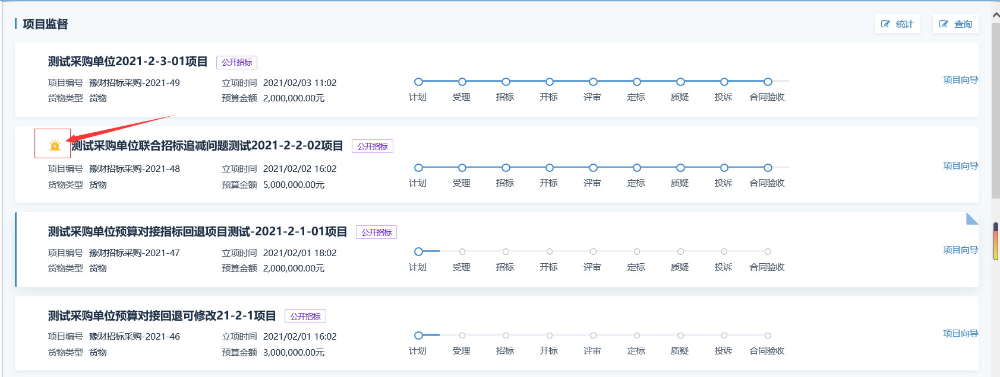 项目监督
统计
查询
测试采购单位2021-2-3-01项目 公开招标
项目编号 豫财招标采购-2021-49 立项时间 2021/02/03 11:02
货物类型 货物 预算金额 2,000,000.00元
计划 受理 招标 开标 评审 定标 质疑 投诉 合同验收
项目向导
测试采购单位联合招标追减问题测试2021-2-2-02项目 公开招标
项目编号 豫财招标采购-2021-48 立项时间 2021/02/02 16:02
货物类型 货物 预算金额 5,000,000.00元
计划 受理 招标 开标 评审 定标 质疑 投诉 合同验收
项目向导
测试采购单位预算对接指标回退项目测试-2021-2-1-01项目 公开招标
项目编号 豫财招标采购-2021-47 立项时间 2021/02/01 18:02
货物类型 货物 预算金额 2,000,000.00元
计划 受理 招标 开标 评审 定标 质疑 投诉 合同验收
项目向导
测试采购单位预算对接回退可修改21-2-1项目 公开招标
项目编号 豫财招标采购-2021-46 立项时间 2021/02/01 16:02
货物类型 货物 预算金额 3,000,000.00元
计划 受理 招标 开标 评审 定标 质疑 投诉 合同验收
项目向导